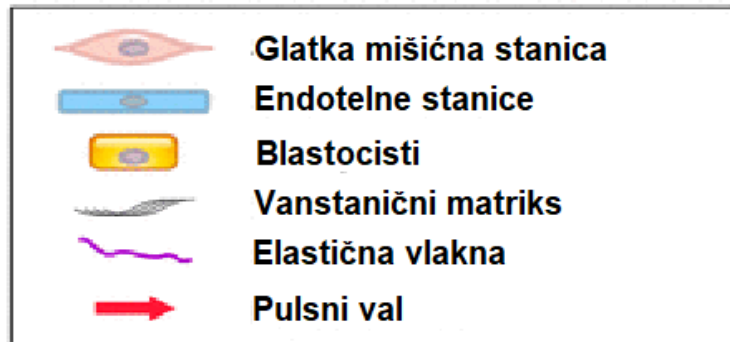 Glatka mišićna stanica
Endotelne stanice
Blastocisti
Vanstanični matriks
Elastična vlakna
Pulsni val